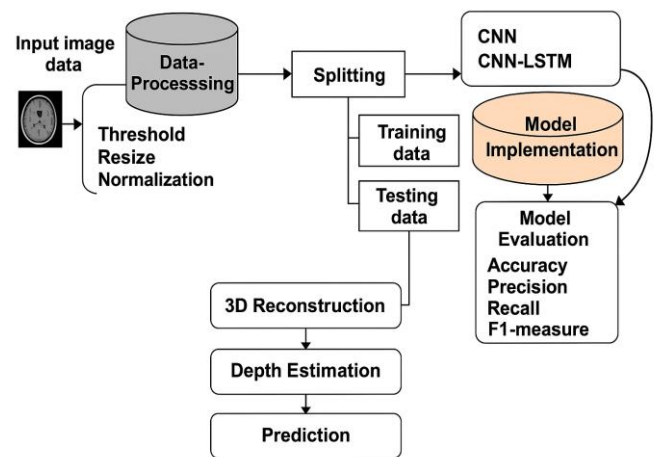 Input image
data
Data-
Processsing
Threshold
Resize
Normalization
Splitting
Training
data
Testing
data
CNN
CNN-LSTM
Model
Implementation
Model
Evaluation
Accuracy
Precision
Recall
F1-measure
3D Reconstruction
Depth Estimation
Prediction